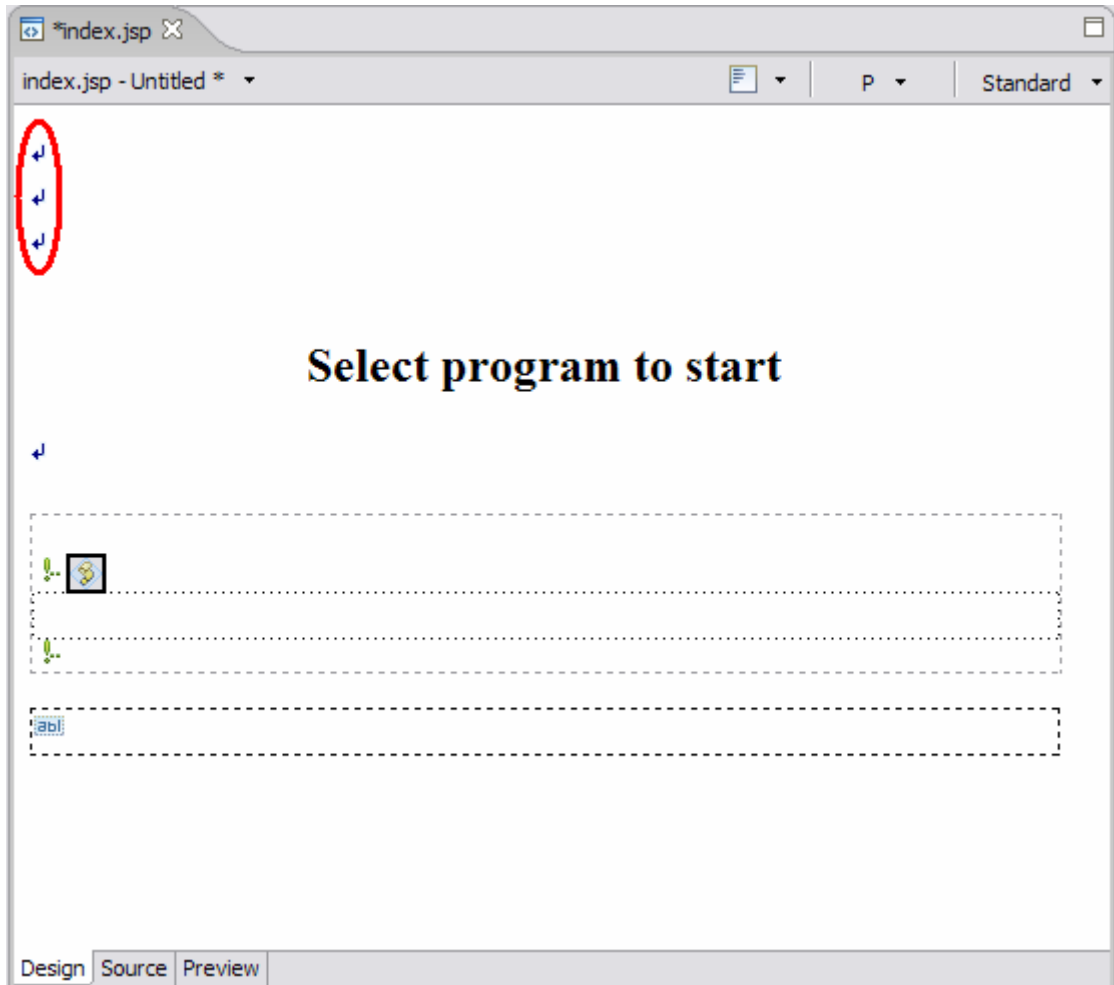 *index.jsp
index.jsp - Untitled *
P
Standard
Select program to start
abl
Design Source Preview